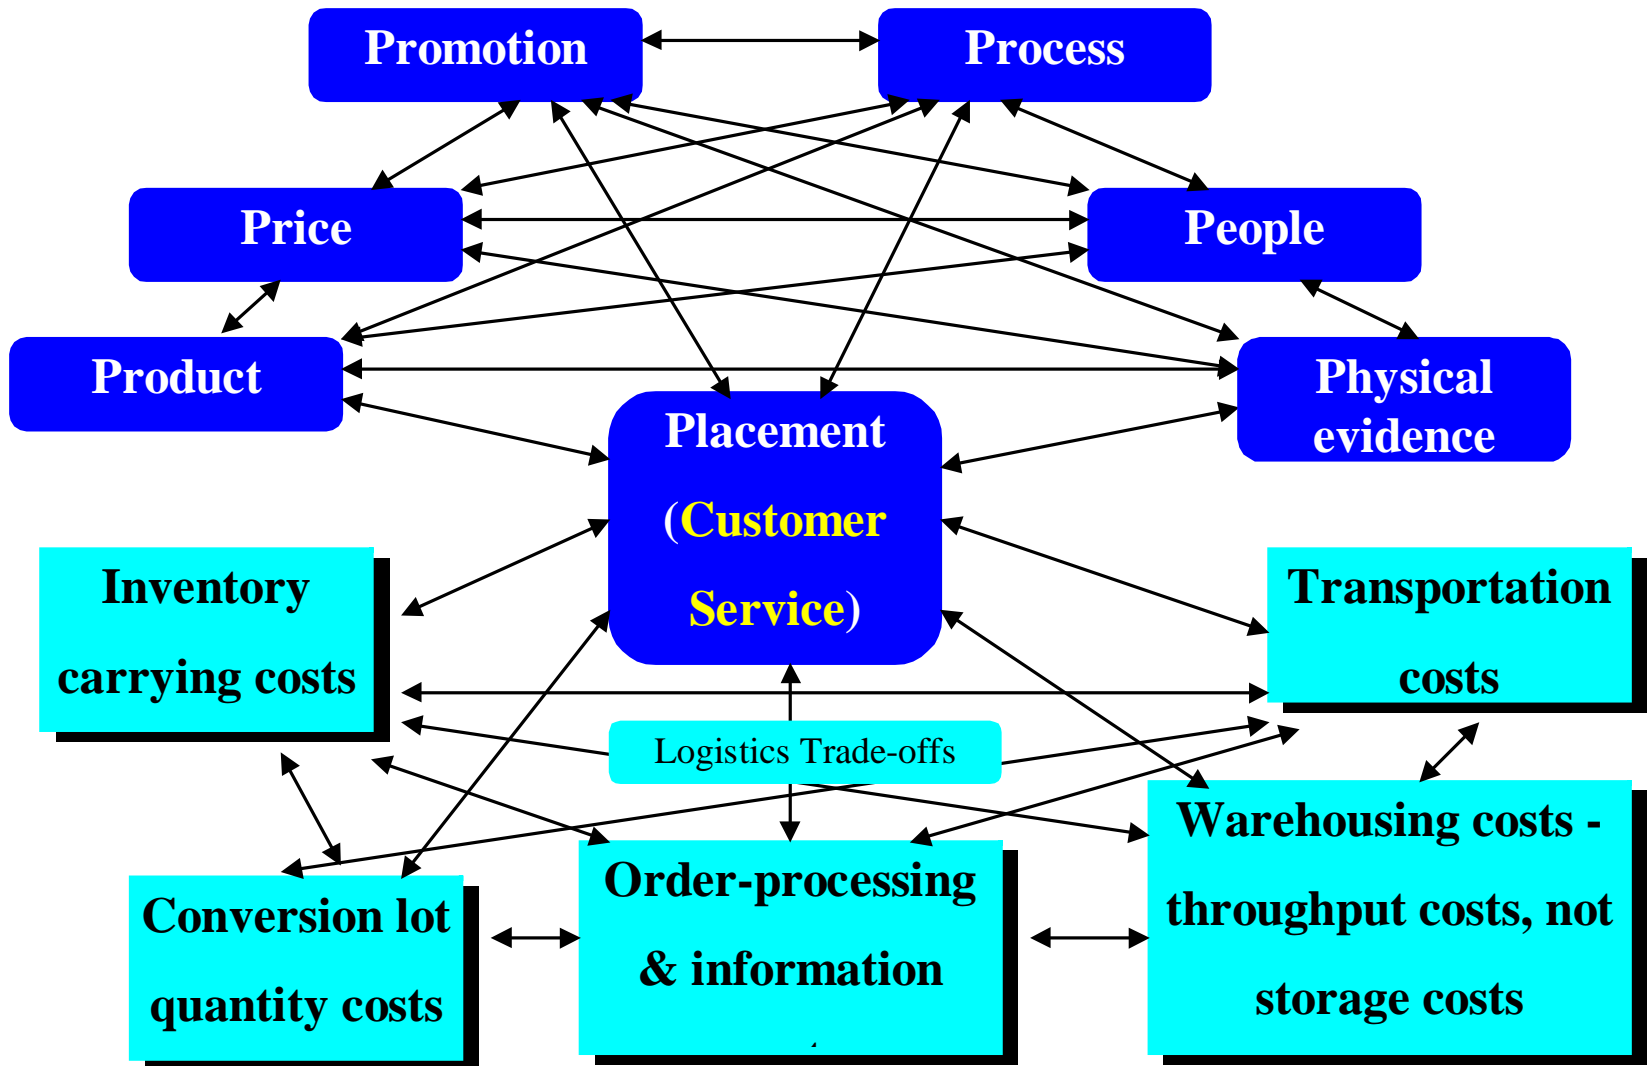 Promotion
Process
Price
People
Product
Physical
evidence
Placement
(Customer
Service)
Inventory
carrying costs
Transportation
costs
Logistics Trade-offs
Conversion lot
quantity costs
Order-processing
& information
Warehousing costs -
throughput costs, not
storage costs